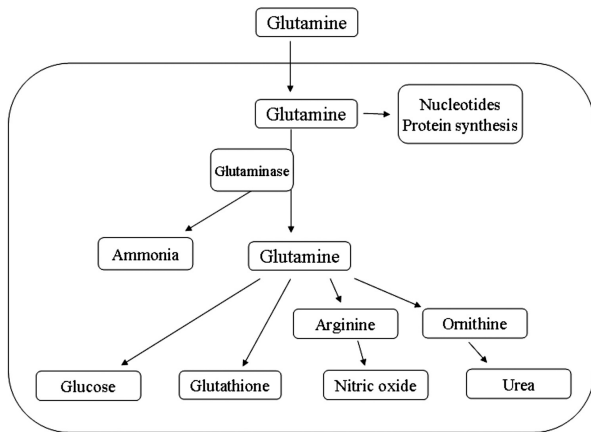 Glutamine
Glutamine
Nucleotides
Protein synthesis
Glutaminase
Ammonia
Glutamine
Arginine
Ornithine
Glucose
Glutathione
Nitric oxide
Urea